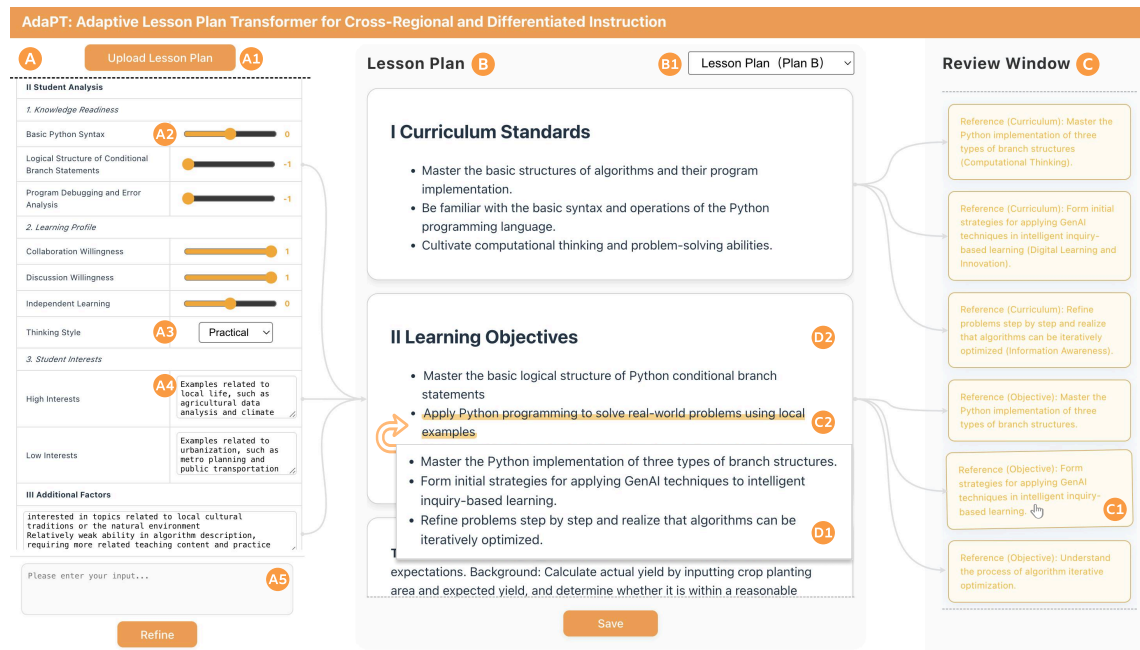 AdaPT: Adaptive Lesson Plan Transformer for Cross-Regional and Differentiated Instruction
A
Upload Lesson Plan
A1
II Student Analysis
1. Knowledge Readiness
Basic Python Syntax
A2
0
Logical Structure of Conditional
Branch Statements
-1
Program Debugging and Error
Analysis
-1
2. Learning Profile
Collaboration Willingness
1
Discussion Willingness
1
Independent Learning
0
Thinking Style
A3
Practical
3. Student Interests
High Interests
A4
Examples related to
local life, such as
agricultural data
analysis and climate
Low Interests
Examples related to
urbanization, such as
metro planning and
public transportation
III Additional Factors
interested in topics related to local cultural
traditions or the natural environment
Relatively weak ability in algorithm description,
requiring more related teaching content and practice
Please enter your input...
A5
Refine
Lesson Plan
B
B1
Lesson Plan (Plan B)
I Curriculum Standards
• Master the basic structures of algorithms and their program
implementation.
• Be familiar with the basic syntax and operations of the Python
programming language.
• Cultivate computational thinking and problem-solving abilities.
II Learning Objectives
D2
• Master the basic logical structure of Python conditional branch
statements
• Apply Python programming to solve real-world problems using local
examples
C2
• Master the Python implementation of three types of branch structures.
• Form initial strategies for applying GenAI techniques to intelligent
inquiry-based learning.
• Refine problems step by step and realize that algorithms can be
iteratively optimized.
D1
expectations. Background: Calculate actual yield by inputting crop planting
area and expected yield, and determine whether it is within a reasonable
Save
Review Window
C
Reference (Curriculum): Master the
Python implementation of three
types of branch structures
(Computational Thinking).
Reference (Curriculum): Form initial
strategies for applying GenAI
techniques in intelligent inquiry-
based learning (Digital Learning and
Innovation).
Reference (Curriculum): Refine
problems step by step and realize
that algorithms can be iteratively
optimized (Information Awareness).
Reference (Objective): Master the
Python implementation of three
types of branch structures.
Reference (Objective): Form
strategies for applying GenAI
techniques in intelligent inquiry-
based learning.
C1
Reference (Objective): Understand
the process of algorithm iterative
optimization.